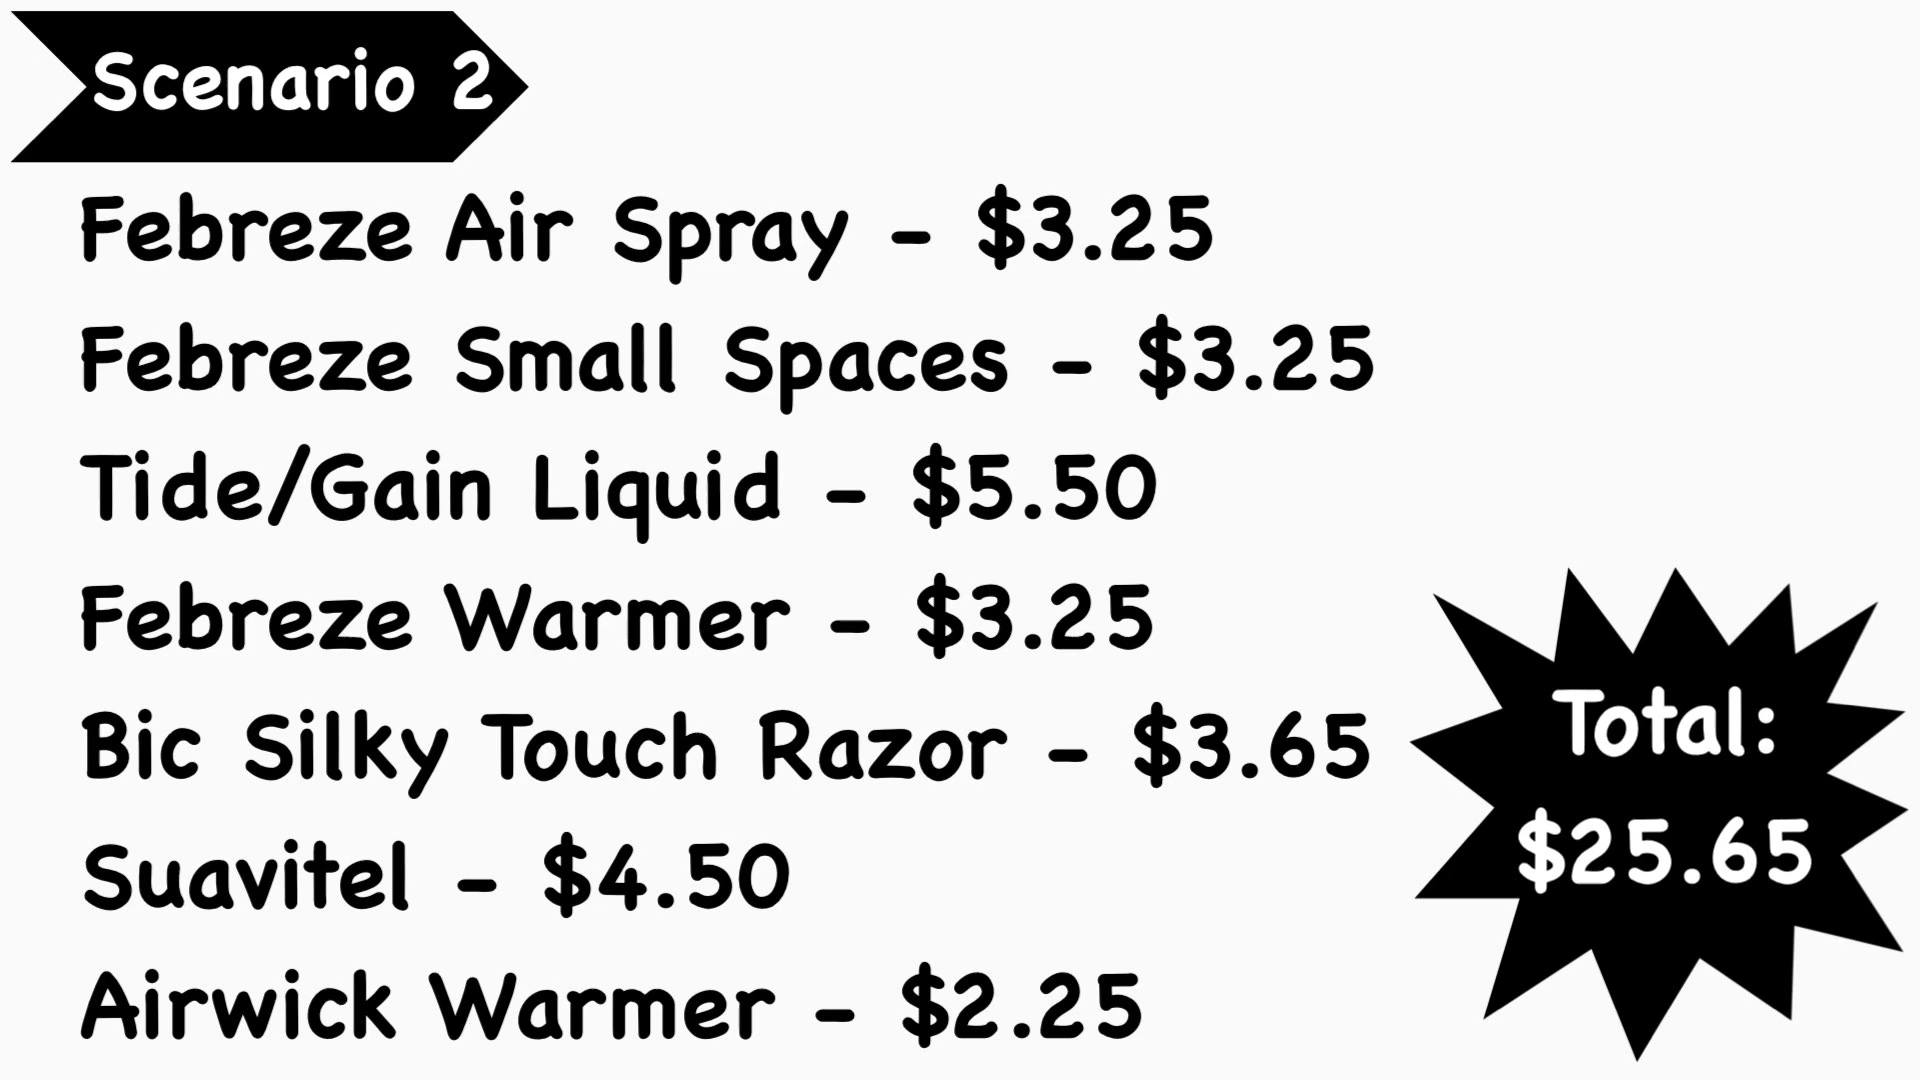 Scenario 2
Febreze Air Spray - $3.25
Febreze Small Spaces - $3.25
Tide/Gain Liquid - $5.50
Febreze Warmer - $3.25
Bic Silky Touch Razor - $3.65
Suavitel - $4.50
Airwick Warmer - $2.25
Total:
$25.65